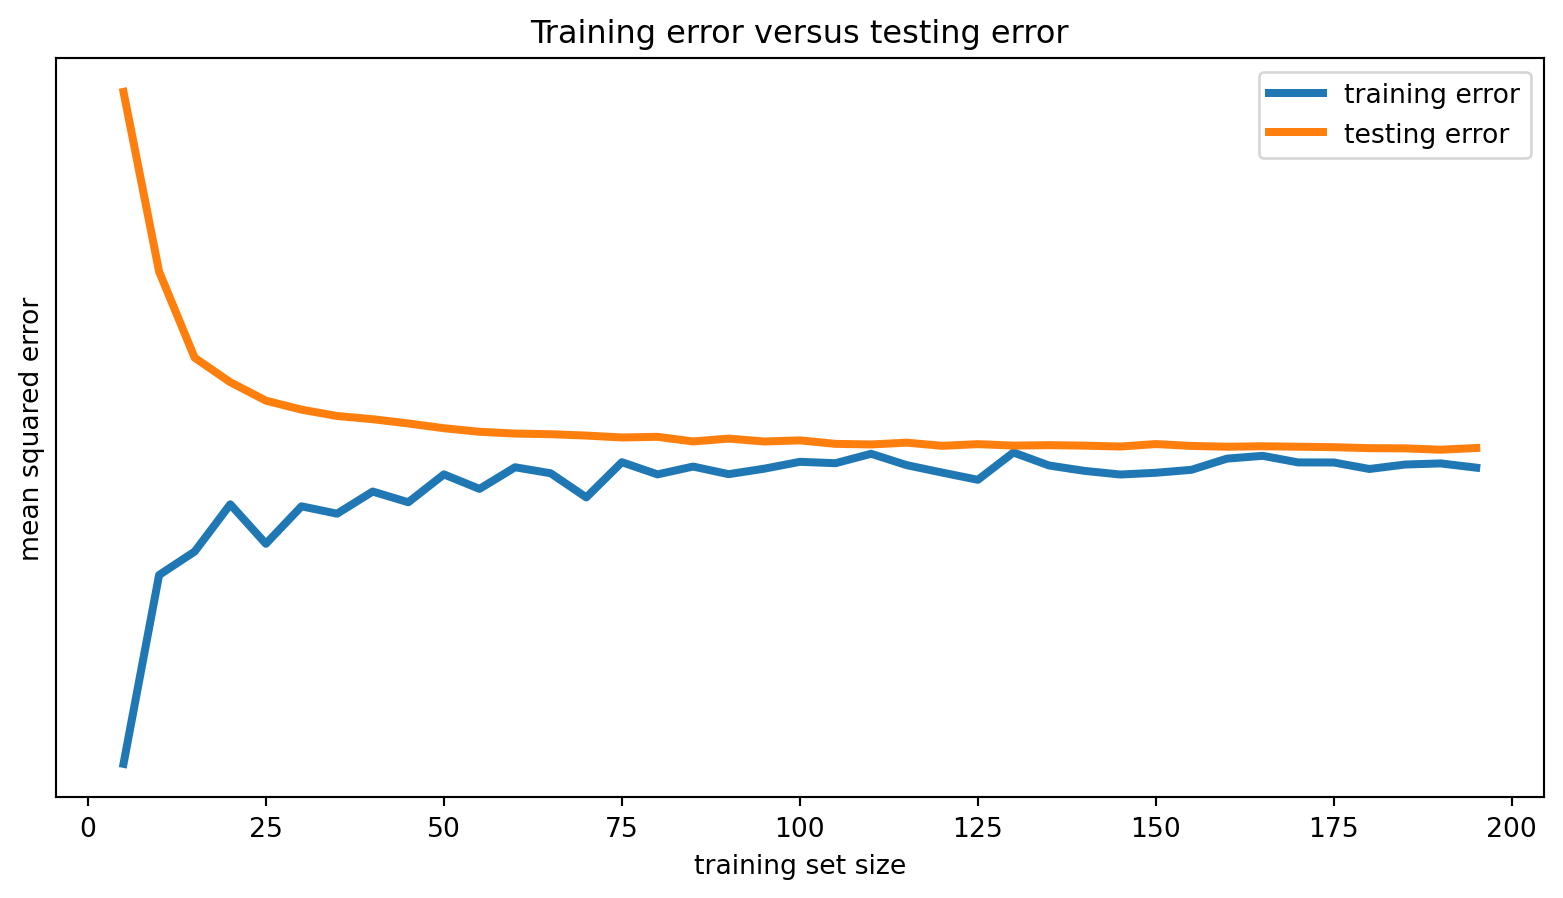 Training error versus testing error
training error
testing error
mean squared error
0 25 50 75 100 125 150 175 200
training set size